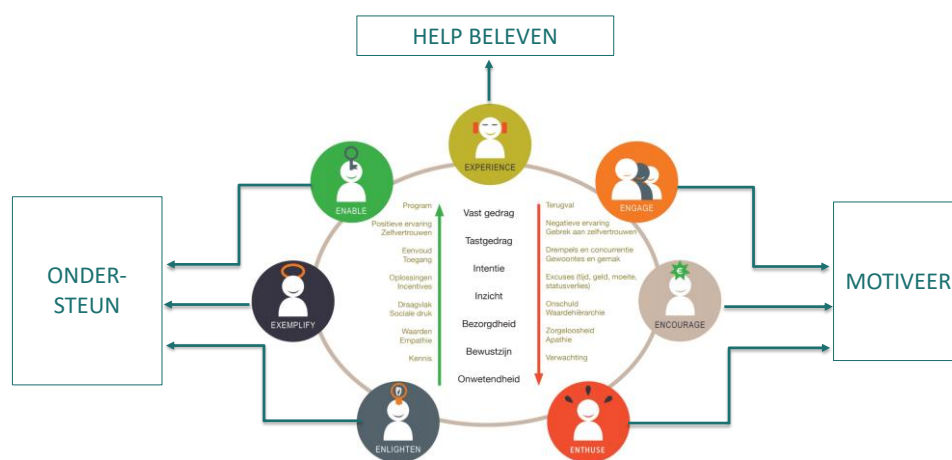 HELP BELEVEN
EXPERIENCE
ENABLE
ENGAGE
ONDER-
STEUN
EXEMPLIFY
ENLIGHTEN
Program
Positieve ervaring
Zelfvertrouwen
Eenvoud
Toegang
Oplossingen
Incentives
Draagvlak
Sociale druk
Waarden
Empathie
Kennis
Vast gedrag
Tastgedrag
Intentie
Inzicht
Bezorgdheid
Bewustzijn
Onwetendheid
Terugval
Negatieve ervaring
Gebrek aan zelfvertrouwen
Drempels en concurrentie
Gewoontes en gemak
Excuses (tijd, geld, moeite,
statusverlies)
Onschuld
Waardehiërarchie
Zorgeloosheid
Apathie
Verwachting
€
ENCOURAGE
ENTHUSE
MOTIVEER